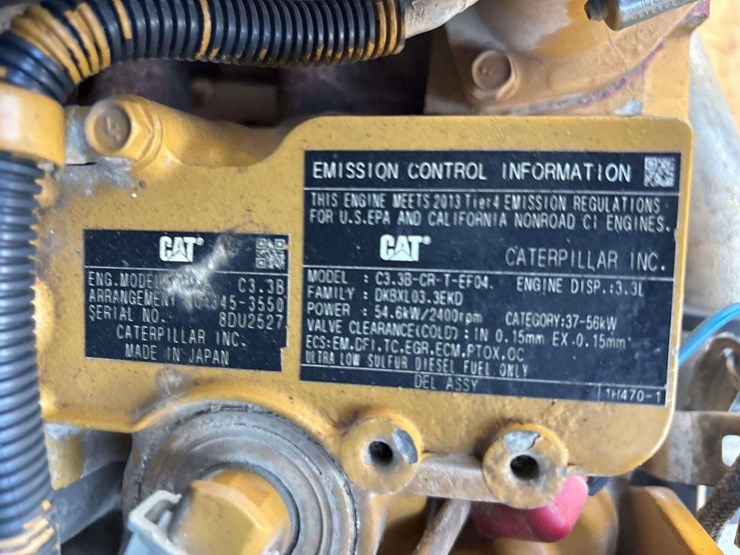 CAT®
ENG.MODEL C3.3B
ARRANGEMENT 345-3550
SERIAL NO. 8DU2527
CATERPILLAR INC.
MADE IN JAPAN
EMISSION CONTROL INFORMATION
THIS ENGINE MEETS 2013 Tier4 EMISSION REGULATIONS
FOR U.S.EPA AND CALIFORNIA NONROAD CI ENGINES.
CAT® CATERPILLAR INC.
MODEL : C3.3B-CR-T-EF04. ENGINE DISP.:3.3L
FAMILY : DKBXL03.3EKD
POWER : 54.6kW/2400rpm CATEGORY:37-56kW
VALVE CLEARANCE(COLD):IN 0.15mm EX 0.15mm
ECS:EM.DFI.TC.EGR.ECM.PTOX.OC
ULTRA LOW SULFUR DIESEL FUEL ONLY
DEL ASSY
1H470-1